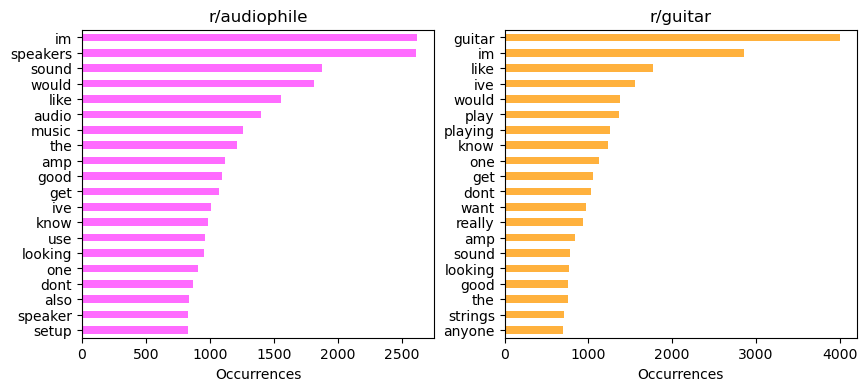 r/audiophile
im
speakers
sound
would
like
audio
music
the
amp
good
get
ive
know
use
looking
one
dont
also
speaker
setup
0 500 1000 1500 2000 2500
Occurrences
r/guitar
guitar
im
like
ive
would
play
playing
know
one
get
dont
want
really
amp
sound
looking
good
the
strings
anyone
0 1000 2000 3000 4000
Occurrences